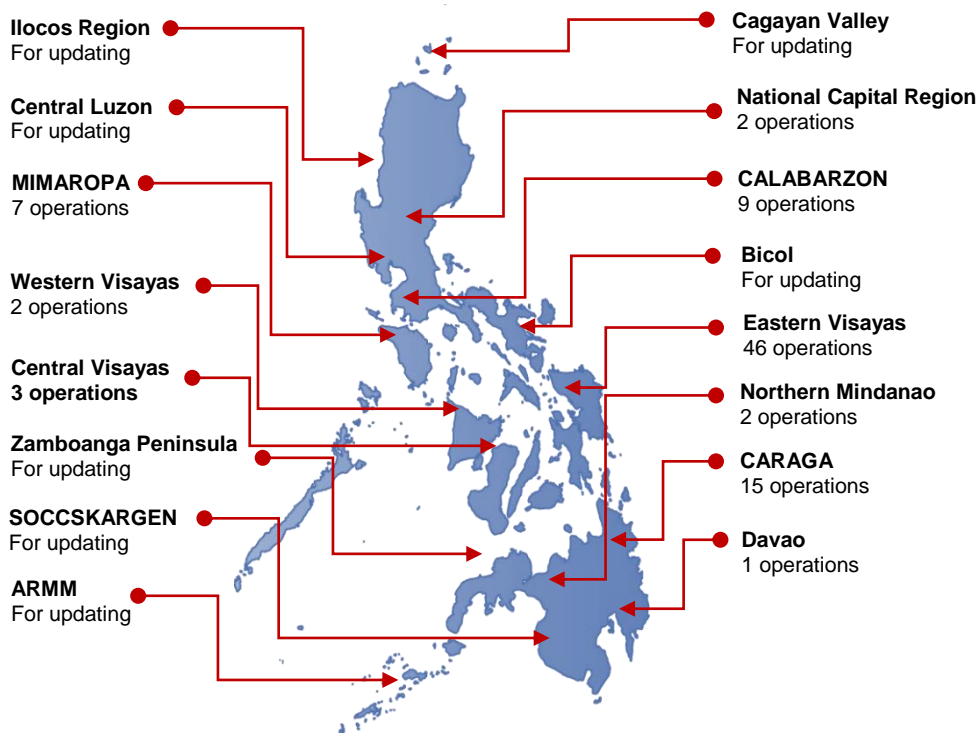 Ilocos Region
For updating
Central Luzon
For updating
MIMAROPA
7 operations
Western Visayas
2 operations
Central Visayas
3 operations
Zamboanga Peninsula
For updating
SOCCSKARGEN
For updating
ARMM
For updating
Cagayan Valley
For updating
National Capital Region
2 operations
CALABARZON
9 operations
Bicol
For updating
Eastern Visayas
46 operations
Northern Mindanao
2 operations
CARAGA
15 operations
Davao
1 operations